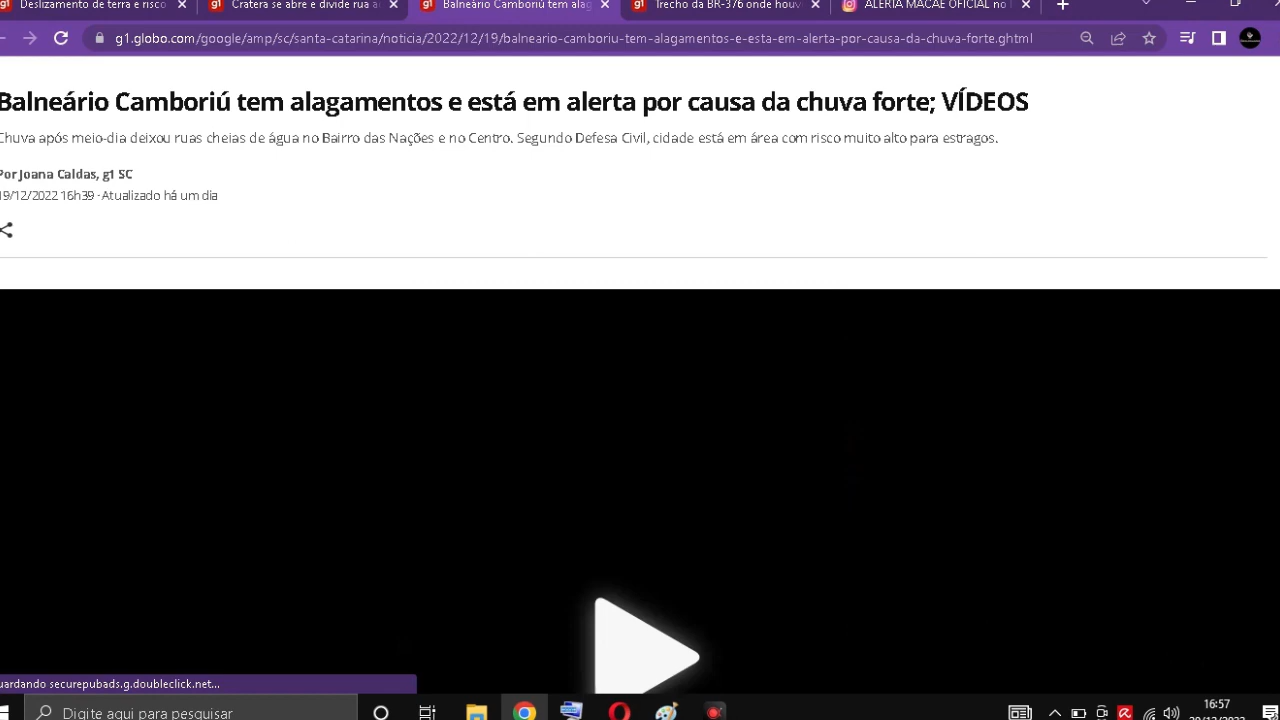 Deslizamento de terra e risco
Cratera se abre e divide rua a
Balneário Camboriú tem alag
Trecho da BR-376 onde houv
ALERTA MACAÉ OFICIAL no I
g1.globo.com/google/amp/sc/santa-catarina/noticia/2022/12/19/balneario-camboriu-tem-alagamentos-e-esta-em-alerta-por-causa-da-chuva-forte.ghtml
Balneário Camboriú tem alagamentos e está em alerta por causa da chuva forte; VÍDEOS
Chuva após meio-dia deixou ruas cheias de água no Bairro das Nações e no Centro. Segundo Defesa Civil, cidade está em área com risco muito alto para estragos.
Por Joana Caldas, g1 SC
19/12/2022 16h39 · Atualizado há um dia
uardando securepubads.g.doubleclick.net...
Digite aqui para pesquisar
16:57